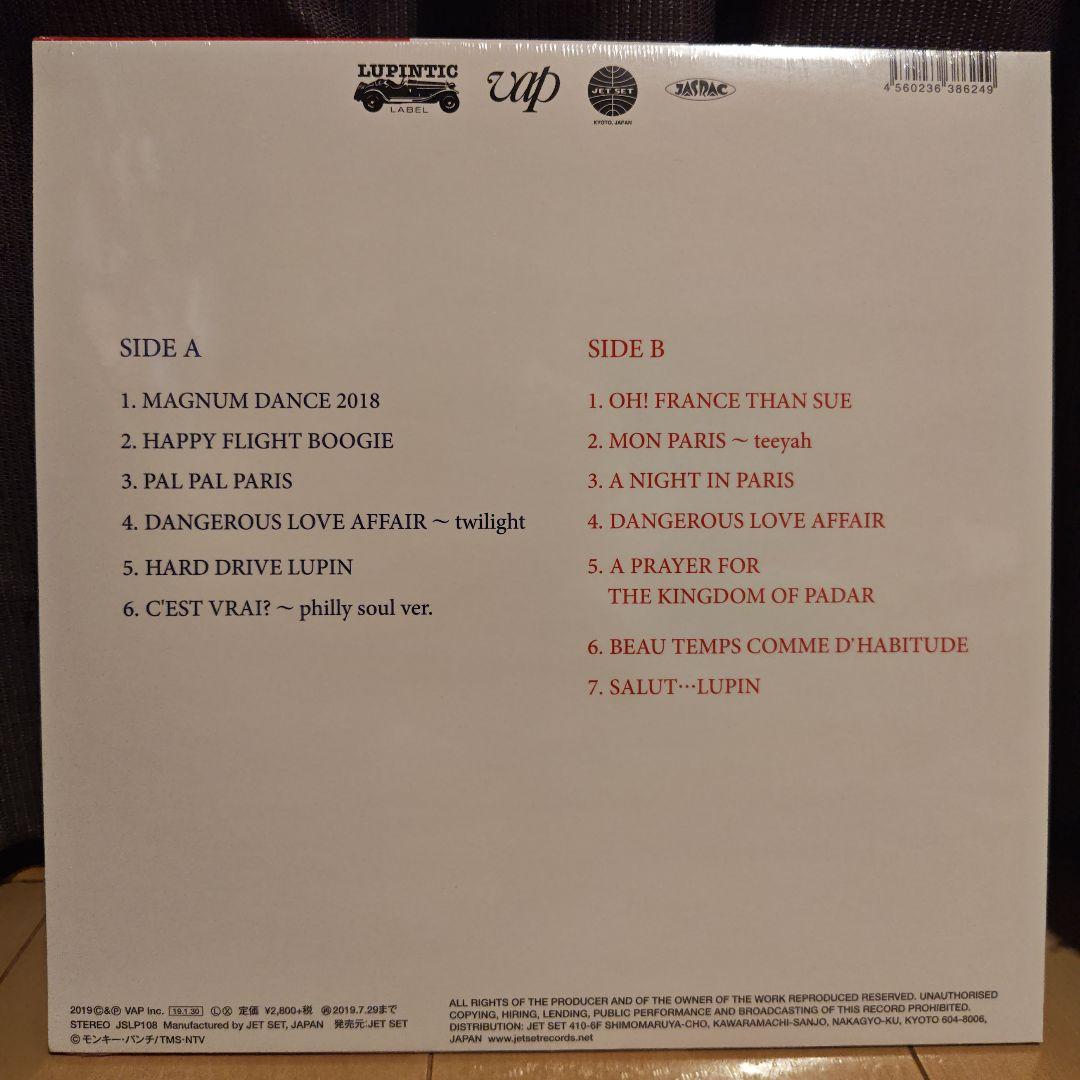 LUPINTIC
LABEL
vap
JET SET
KYOTO, JAPAN
JASRAC
4 560236 386249
SIDE A
1. MAGNUM DANCE 2018
2. HAPPY FLIGHT BOOGIE
3. PAL PAL PARIS
4. DANGEROUS LOVE AFFAIR ～ twilight
5. HARD DRIVE LUPIN
6. C'EST VRAI? ～ philly soul ver.
SIDE B
1. OH! FRANCE THAN SUE
2. MON PARIS ～ teeyah
3. A NIGHT IN PARIS
4. DANGEROUS LOVE AFFAIR
5. A PRAYER FOR
THE KINGDOM OF PADAR
6. BEAU TEMPS COMME D'HABITUDE
7. SALUT…LUPIN
2019©&℗ VAP Inc. 19.1.30 Ⓛ Ⓧ 定価 ¥2,800+税 ㊢2019.7.29まで
STEREO JSLP108 Manufactured by JET SET, JAPAN 発売元:JET SET
©モンキー・パンチ/TMS・NTV
ALL RIGHTS OF THE PRODUCER AND OF THE OWNER OF THE WORK REPRODUCED RESERVED. UNAUTHORISED
COPYING, HIRING, LENDING, PUBLIC PERFORMANCE AND BROADCASTING OF THIS RECORD PROHIBITED.
DISTRIBUTION: JET SET 410-6F SHIMOMARUYA-CHO, KAWARAMACHI-SANJO, NAKAGYO-KU, KYOTO 604-8006,
JAPAN www.jetsetrecords.net